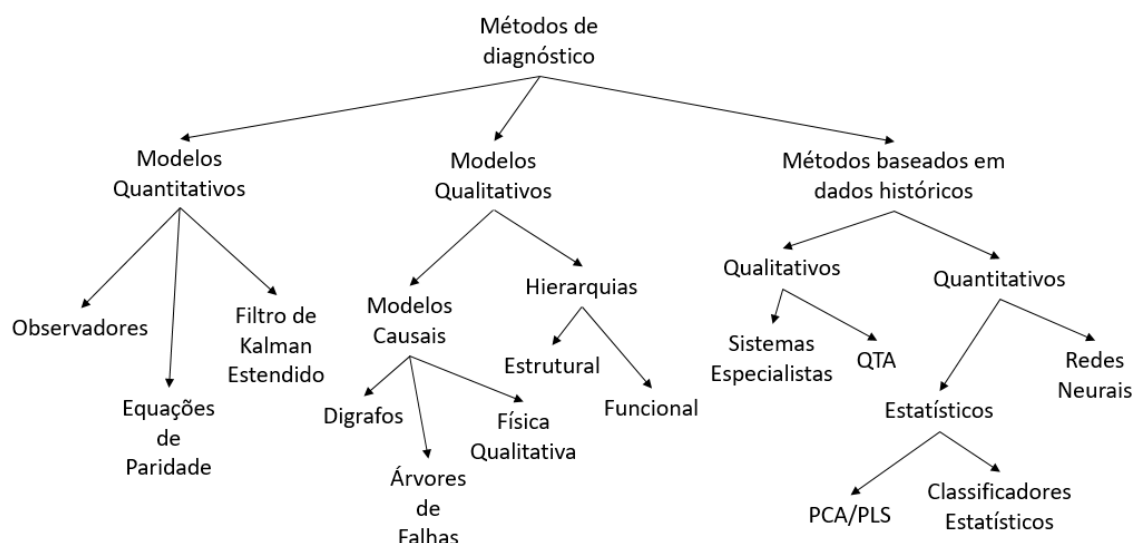 Métodos de
diagnóstico
Modelos
Quantitativos
Modelos
Qualitativos
Métodos baseados em
dados históricos
Observadores
Equações
de
Paridade
Filtro de
Kalman
Estendido
Modelos
Causais
Hierarquias
Digrafos
Árvores
de
Falhas
Física
Qualitativa
Estrutural
Funcional
Qualitativos
Quantitativos
Sistemas
Especialistas
QTA
Estatísticos
Redes
Neurais
PCA/PLS
Classificadores
Estatísticos